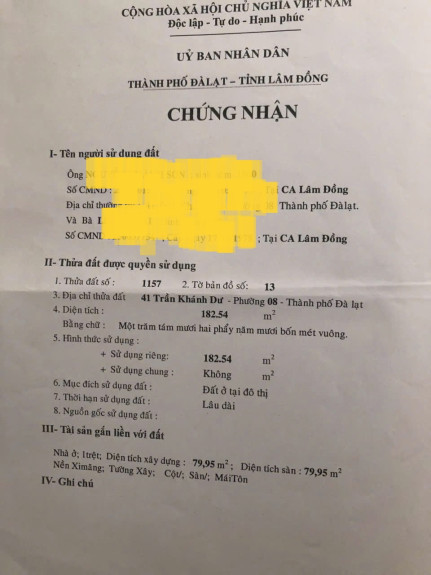 CỘNG HÒA XÃ HỘI CHỦ NGHĨA VIỆT NAM
Độc lập - Tự do - Hạnh phúc
UỶ BAN NHÂN DÂN
THÀNH PHỐ ĐÀLẠT – TỈNH LÂM ĐỒNG
CHỨNG NHẬN
I- Tên người sử dụng đất
Ông
Số CMND : Tại CA Lâm Đồng
Địa chỉ thường Thành phố Đàlạt.
Và Bà
Số CMND ; Tại CA Lâm Đồng
II- Thửa đất được quyền sử dụng
1. Thửa đất số: 1157 2. Tờ bản đồ số: 13
3. Địa chỉ thửa đất 41 Trần Khánh Dư - Phường 08 - Thành phố Đà lạt
4. Diện tích : 182.54 m²
Bằng chữ : Một trăm tám mươi hai phẩy năm mươi bốn mét vuông.
5. Hình thức sử dụng :
+ Sử dụng riêng: 182.54 m²
+ Sử dụng chung : Không m²
6. Mục đích sử dụng đất : Đất ở tại đô thị
7. Thời hạn sử dụng đất : Lâu dài
8. Nguồn gốc sử dụng đất :
III- Tài sản gắn liền với đất
Nhà ở; 1trệt; Diện tích xây dựng : 79,95 m² ; Diện tích sàn : 79,95 m²
Nền Ximăng; Tường Xây; Cột/; Sàn/; MáiTôn
IV- Ghi chú